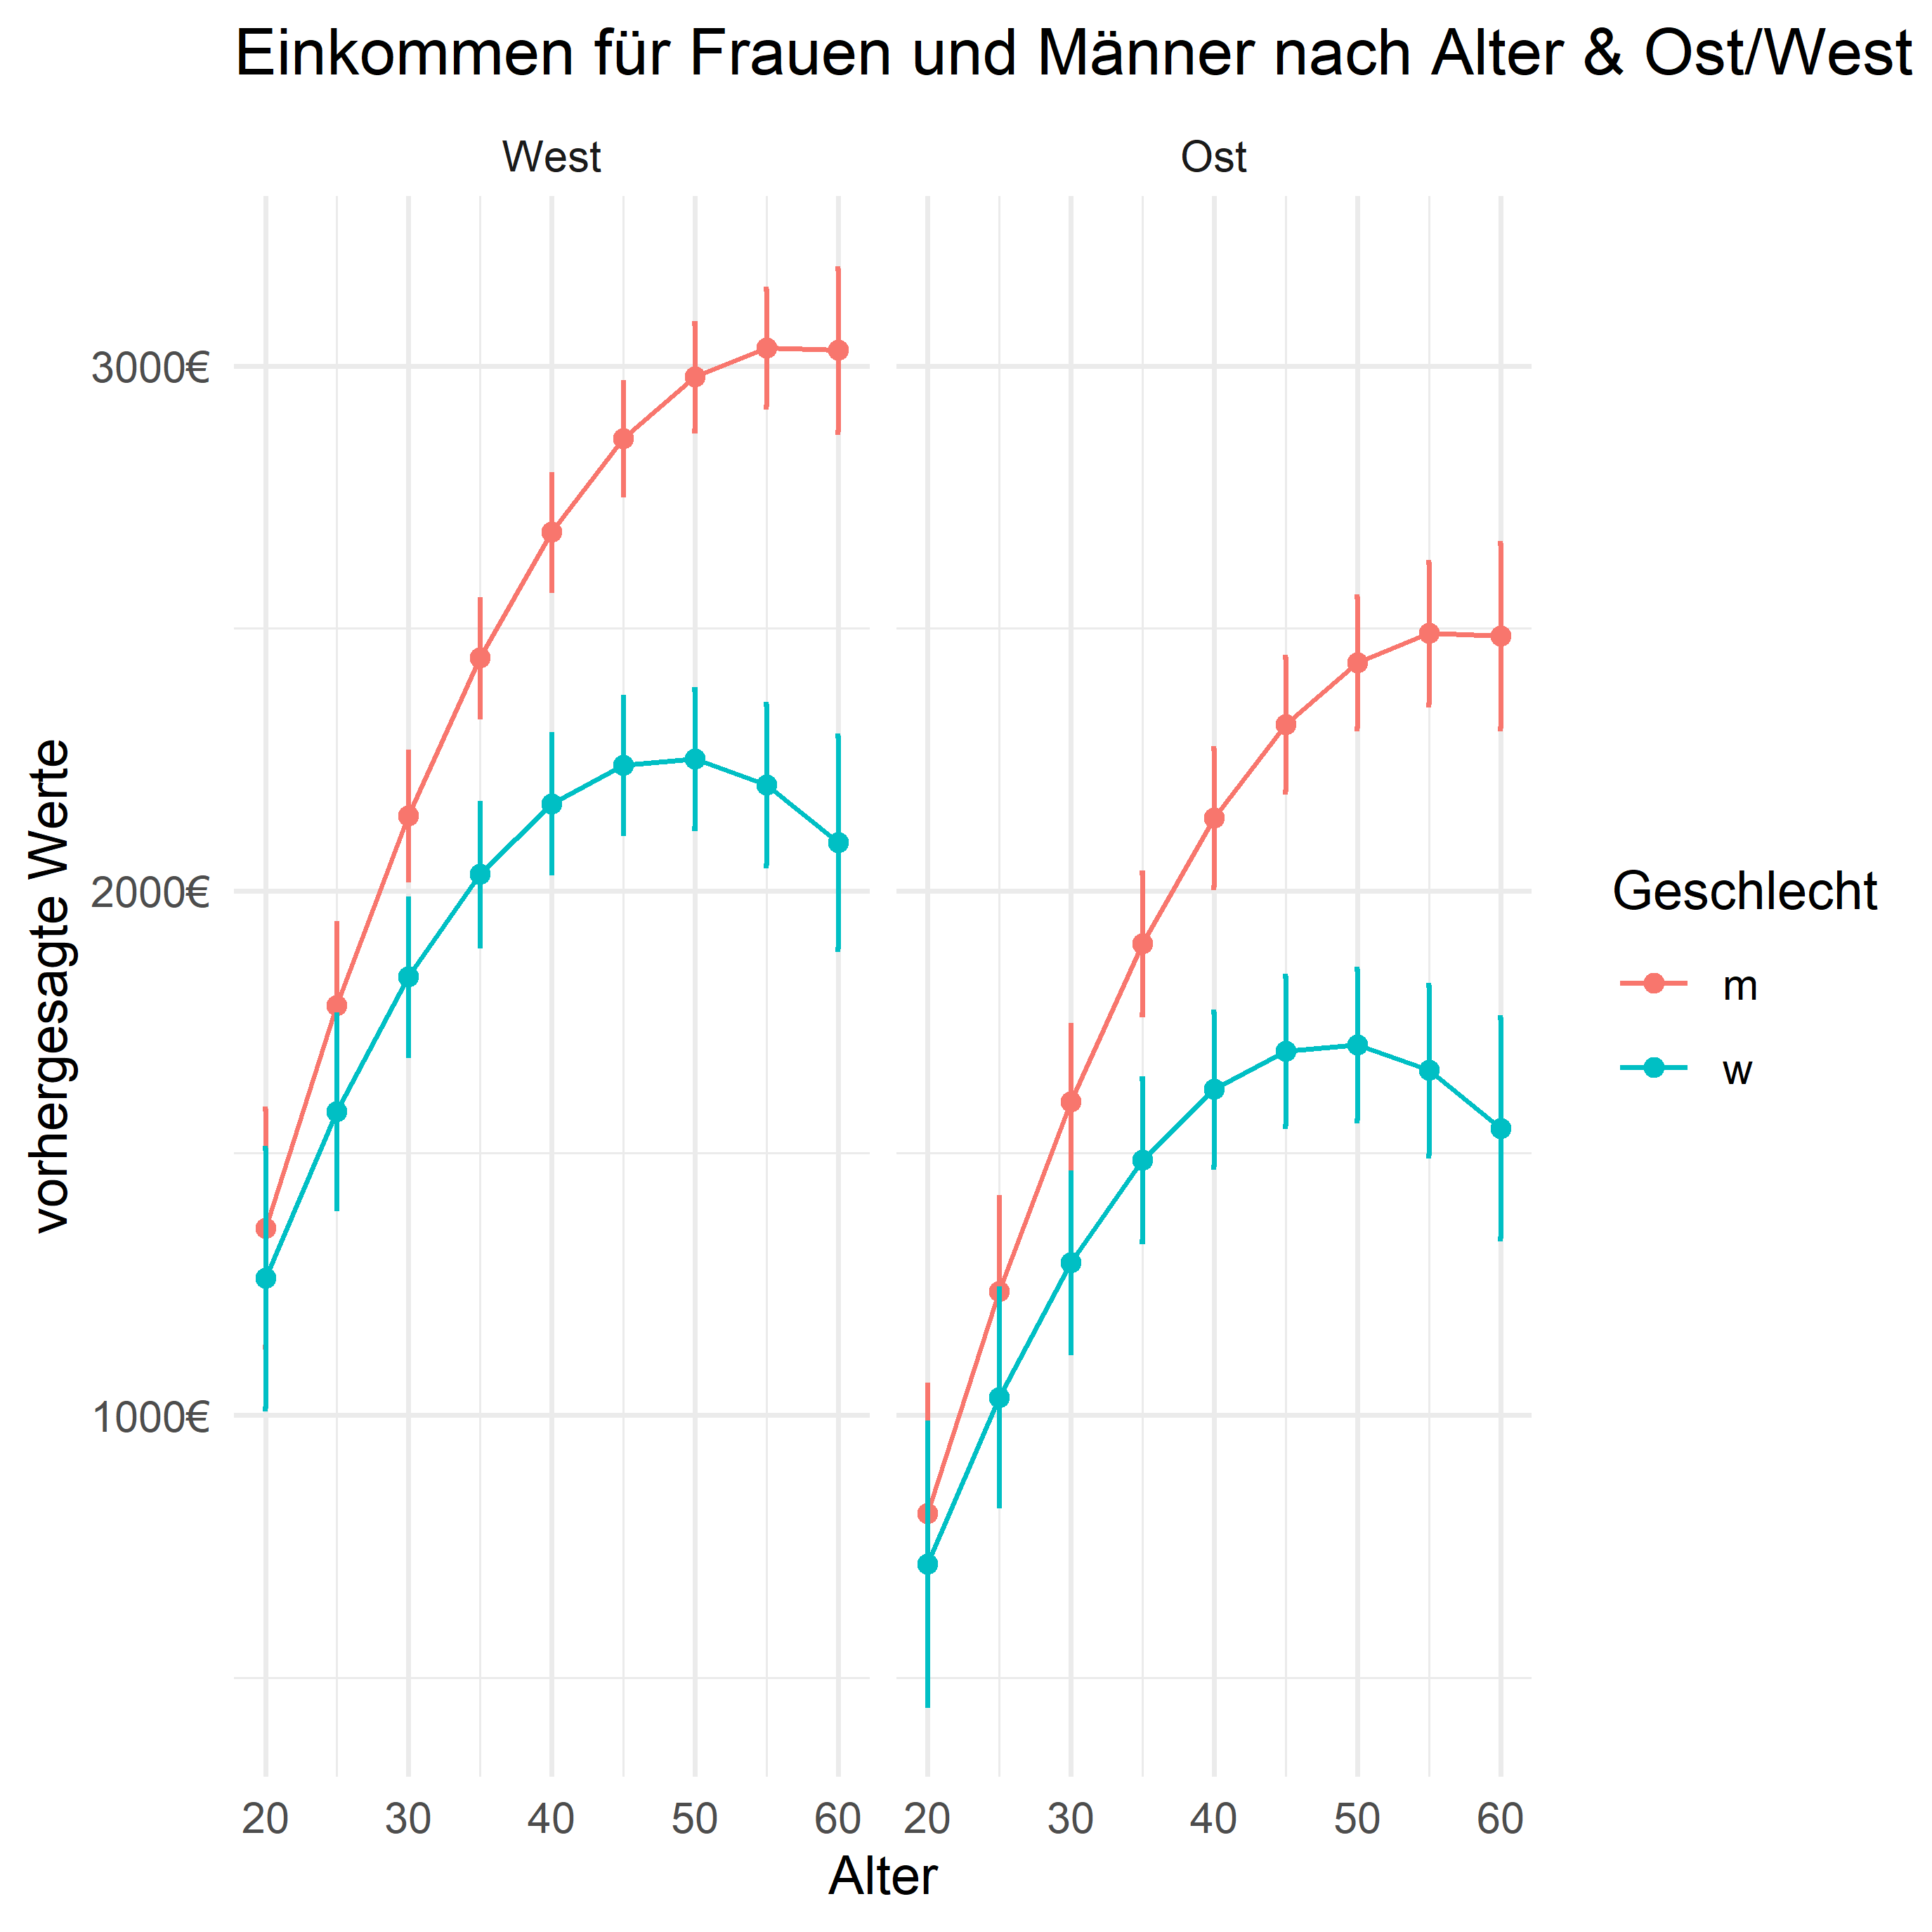 Einkommen für Frauen und Männer nach Alter & Ost/West
West Ost
3000€
2000€
1000€
vorhergesagte Werte
20 30 40 50 60 20 30 40 50 60
Alter
Geschlecht
m
w